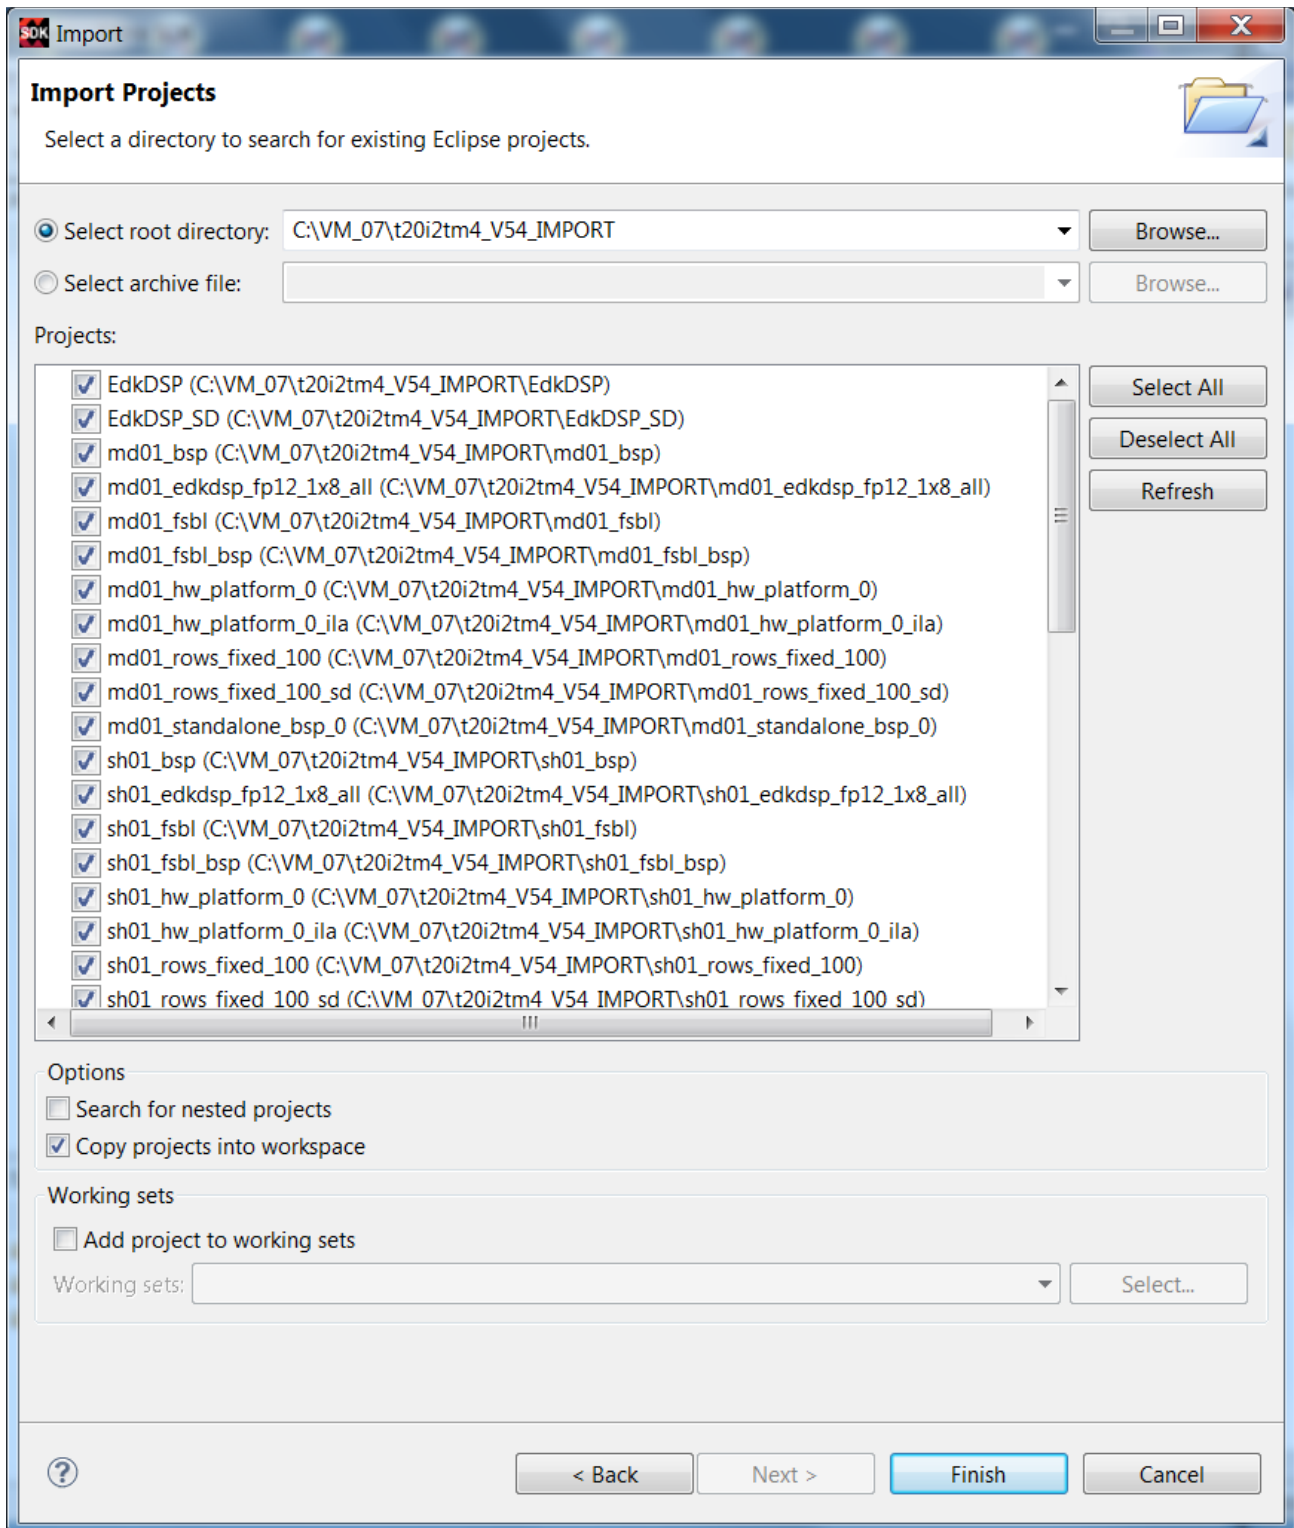 SDK Import
Import Projects
Select a directory to search for existing Eclipse projects.
Select root directory: C:\VM_07\t20i2tm4_V54_IMPORT Browse...
Select archive file: Browse...
Projects:
EdkDSP (C:\VM_07\t20i2tm4_V54_IMPORT\EdkDSP)
EdkDSP_SD (C:\VM_07\t20i2tm4_V54_IMPORT\EdkDSP_SD)
md01_bsp (C:\VM_07\t20i2tm4_V54_IMPORT\md01_bsp)
md01_edkdsp_fp12_1x8_all (C:\VM_07\t20i2tm4_V54_IMPORT\md01_edkdsp_fp12_1x8_all)
md01_fsbl (C:\VM_07\t20i2tm4_V54_IMPORT\md01_fsbl)
md01_fsbl_bsp (C:\VM_07\t20i2tm4_V54_IMPORT\md01_fsbl_bsp)
md01_hw_platform_0 (C:\VM_07\t20i2tm4_V54_IMPORT\md01_hw_platform_0)
md01_hw_platform_0_ila (C:\VM_07\t20i2tm4_V54_IMPORT\md01_hw_platform_0_ila)
md01_rows_fixed_100 (C:\VM_07\t20i2tm4_V54_IMPORT\md01_rows_fixed_100)
md01_rows_fixed_100_sd (C:\VM_07\t20i2tm4_V54_IMPORT\md01_rows_fixed_100_sd)
md01_standalone_bsp_0 (C:\VM_07\t20i2tm4_V54_IMPORT\md01_standalone_bsp_0)
sh01_bsp (C:\VM_07\t20i2tm4_V54_IMPORT\sh01_bsp)
sh01_edkdsp_fp12_1x8_all (C:\VM_07\t20i2tm4_V54_IMPORT\sh01_edkdsp_fp12_1x8_all)
sh01_fsbl (C:\VM_07\t20i2tm4_V54_IMPORT\sh01_fsbl)
sh01_fsbl_bsp (C:\VM_07\t20i2tm4_V54_IMPORT\sh01_fsbl_bsp)
sh01_hw_platform_0 (C:\VM_07\t20i2tm4_V54_IMPORT\sh01_hw_platform_0)
sh01_hw_platform_0_ila (C:\VM_07\t20i2tm4_V54_IMPORT\sh01_hw_platform_0_ila)
sh01_rows_fixed_100 (C:\VM_07\t20i2tm4_V54_IMPORT\sh01_rows_fixed_100)
sh01_rows_fixed_100_sd (C:\VM_07\t20i2tm4_V54_IMPORT\sh01_rows_fixed_100_sd)
Select All
Deselect All
Refresh
Options
Search for nested projects
Copy projects into workspace
Working sets
Add project to working sets
Working sets: Select...
? < Back Next > Finish Cancel